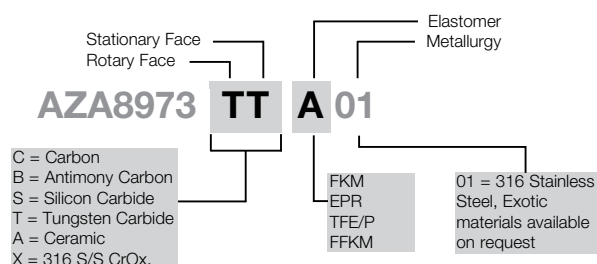 Elastomer
Stationary Face
Metallurgy
Rotary Face
AZA8973 TT A 01
C = Carbon
B = Antimony Carbon
S = Silicon Carbide
T = Tungsten Carbide
A = Ceramic
X = 316 S/S CrOx.
FKM
EPR
TFE/P
FFKM
01 = 316 Stainless
Steel, Exotic
materials available
on request